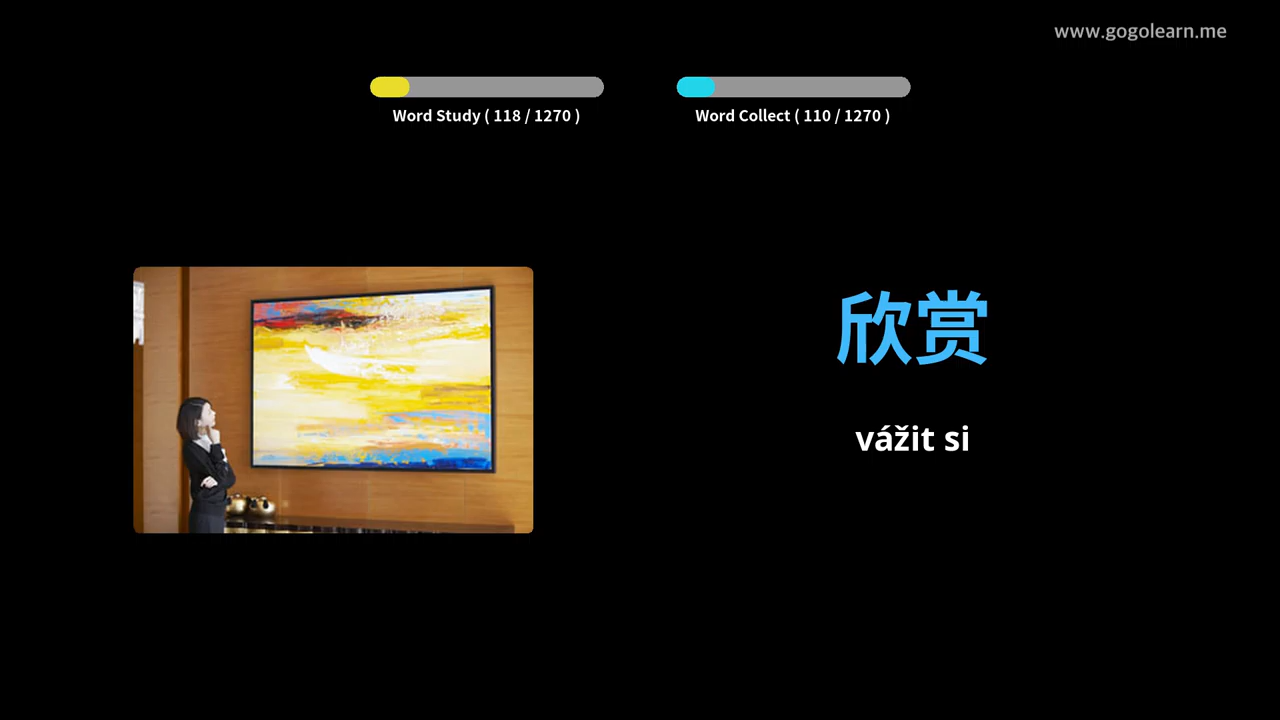 www.gogolearn.me
Word Study ( 118 / 1270 )
Word Collect ( 110 / 1270 )
欣赏
vážit si